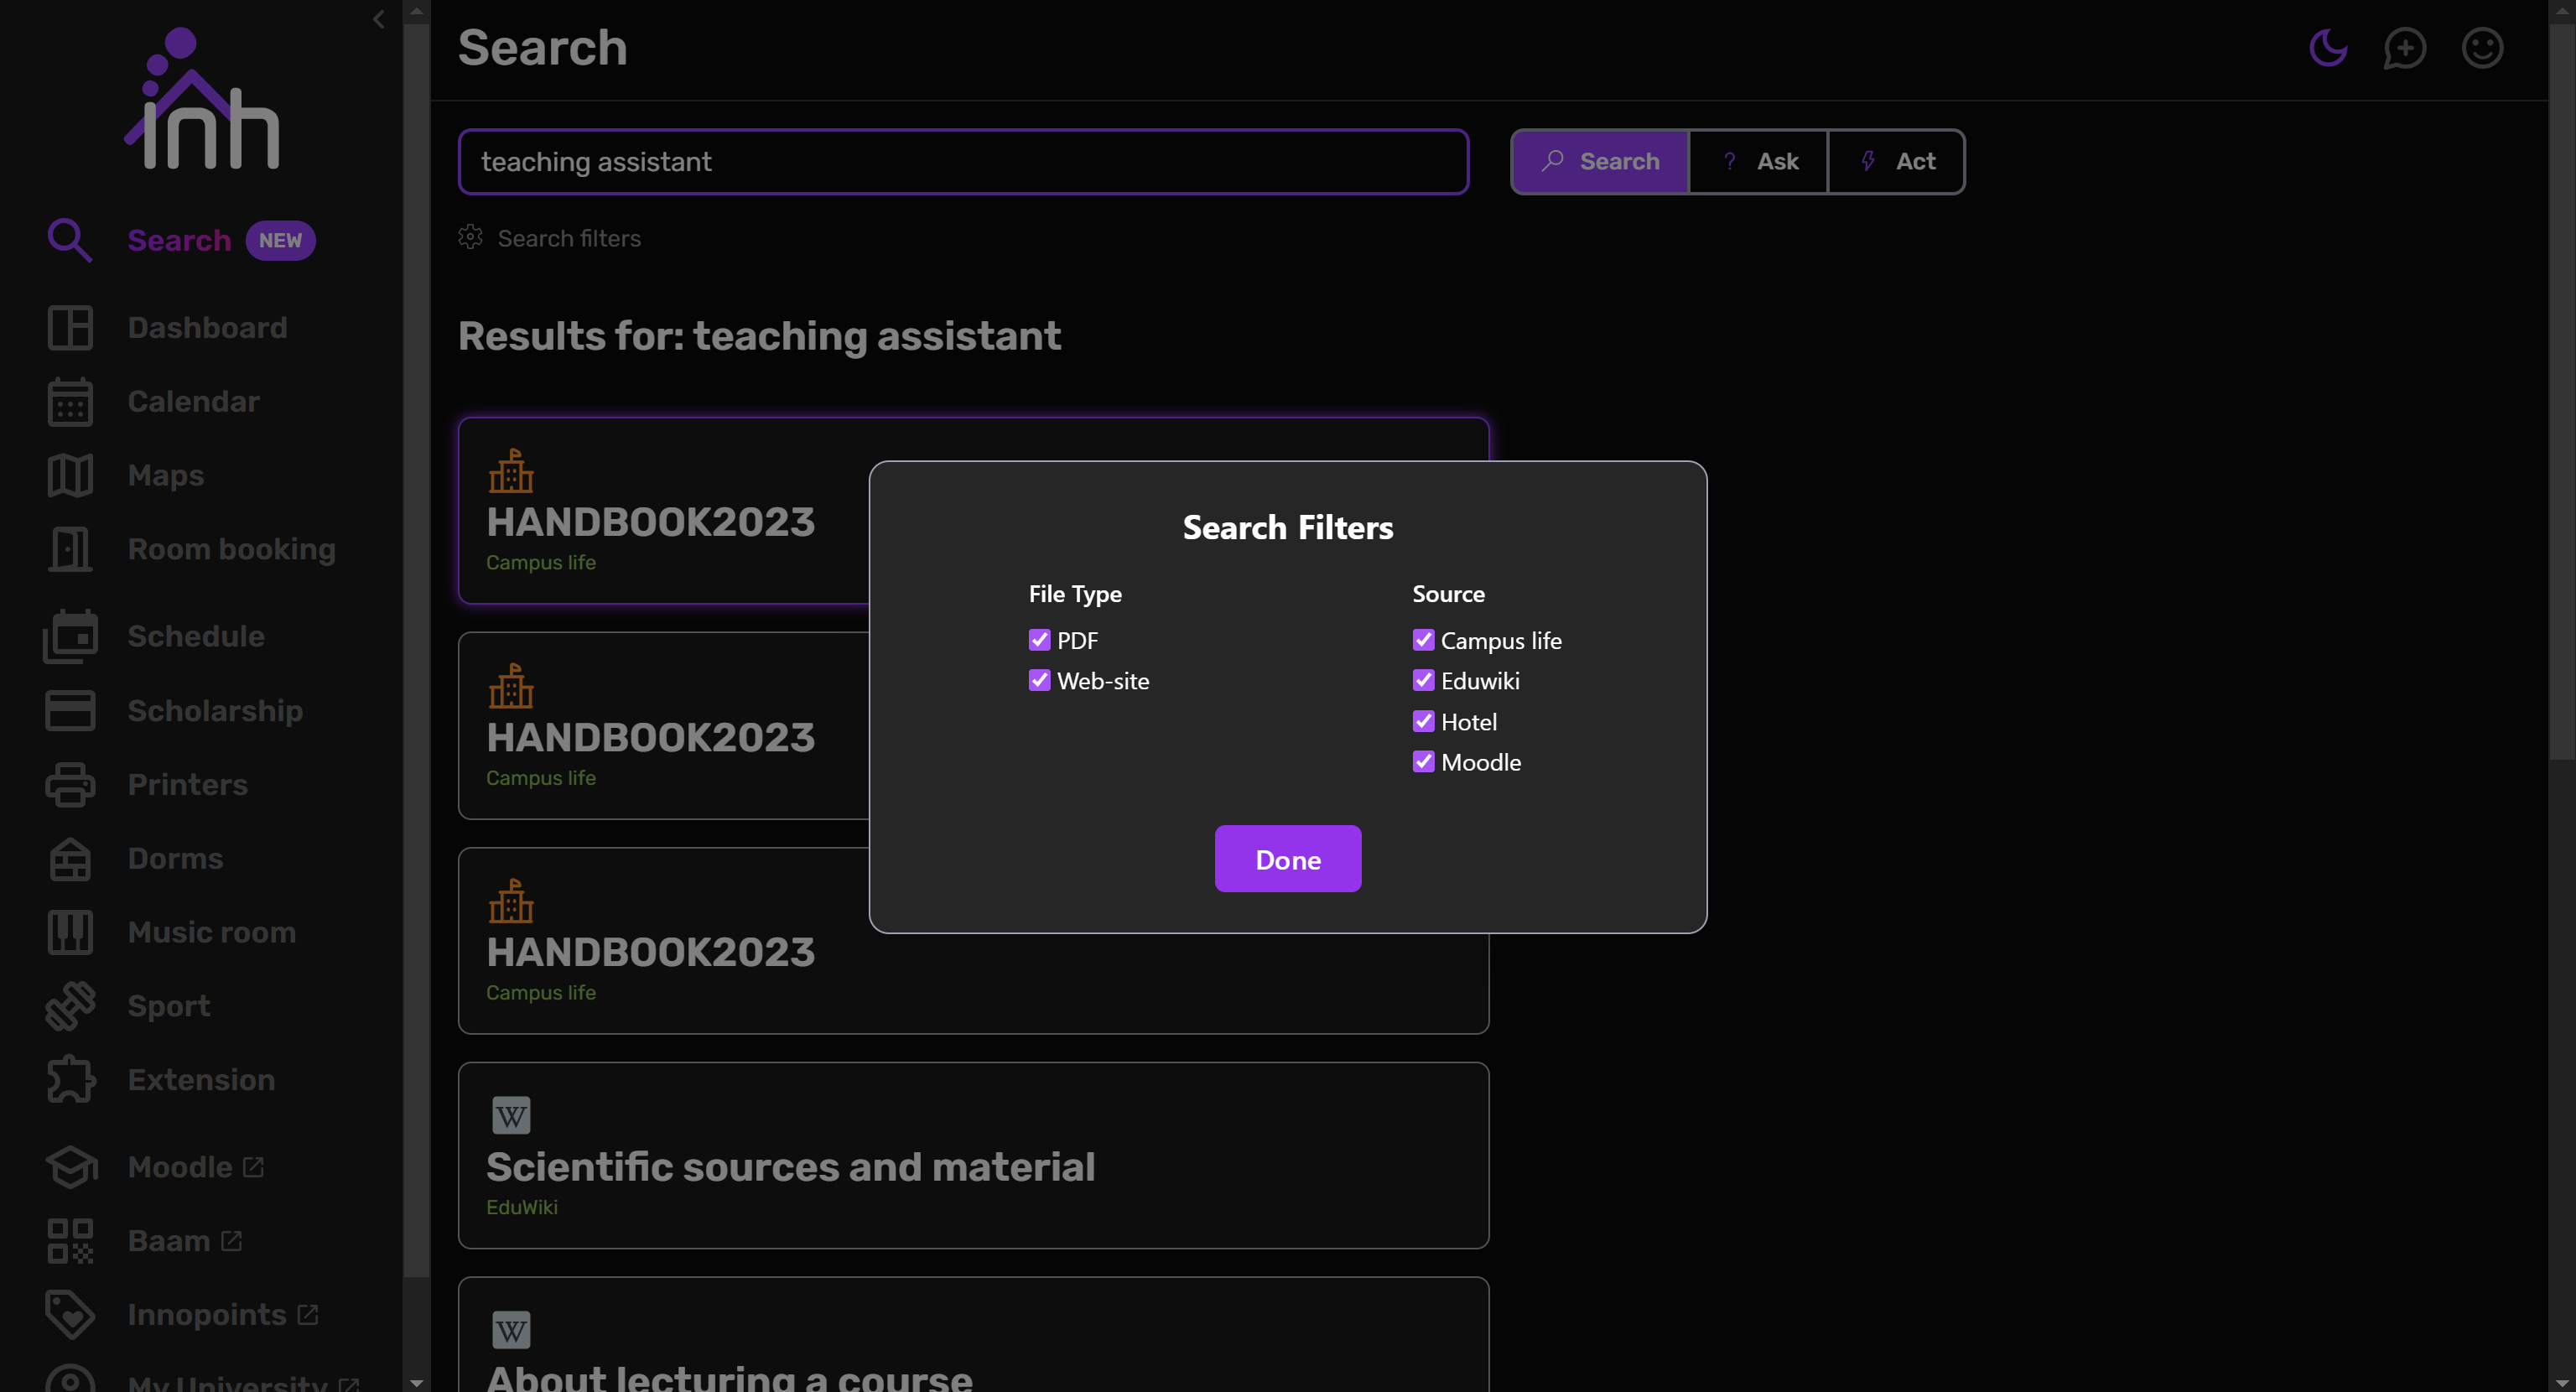 inh
Search NEW
Dashboard
Calendar
Maps
Room booking
Schedule
Scholarship
Printers
Dorms
Music room
Sport
Extension
Moodle
Baam
Innopoints
My University
Search
teaching assistant
Search
? Ask
Act
Search filters
Results for: teaching assistant
HANDBOOK2023
Campus life
HANDBOOK2023
Campus life
HANDBOOK2023
Campus life
W
Scientific sources and material
EduWiki
W
About lecturing a course
Search Filters
File Type
PDF
Web-site
Source
Campus life
Eduwiki
Hotel
Moodle
Done